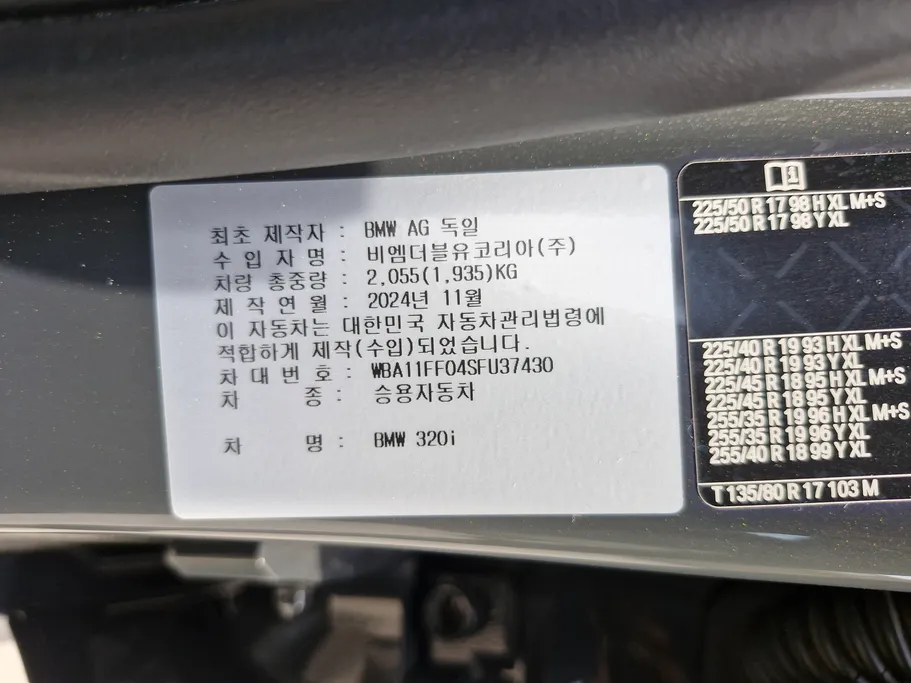 최초 제작자 : BMW AG 독일
수 입 자 명 : 비엠더블유코리아(주)
차량 총중량 : 2,055(1,935)KG
제 작 연 월 : 2024년 11월
이 자동차는 대한민국 자동차관리법령에
적합하게 제작(수입)되었습니다.
차 대 번 호 : WBA11FF04SFU37430
차 종 : 승용자동차
차 명 : BMW 320i
1
225/50 R 17 98 H XL M+S
225/50 R 17 98 Y XL
225/40 R 19 93 H XL M+S
225/40 R 19 93 Y XL
225/45 R 18 95 H XL M+S
225/45 R 18 95 Y XL
255/35 R 19 96 H XL M+S
255/35 R 19 96 Y XL
255/40 R 18 99 Y XL
T 135/80 R 17 103 M